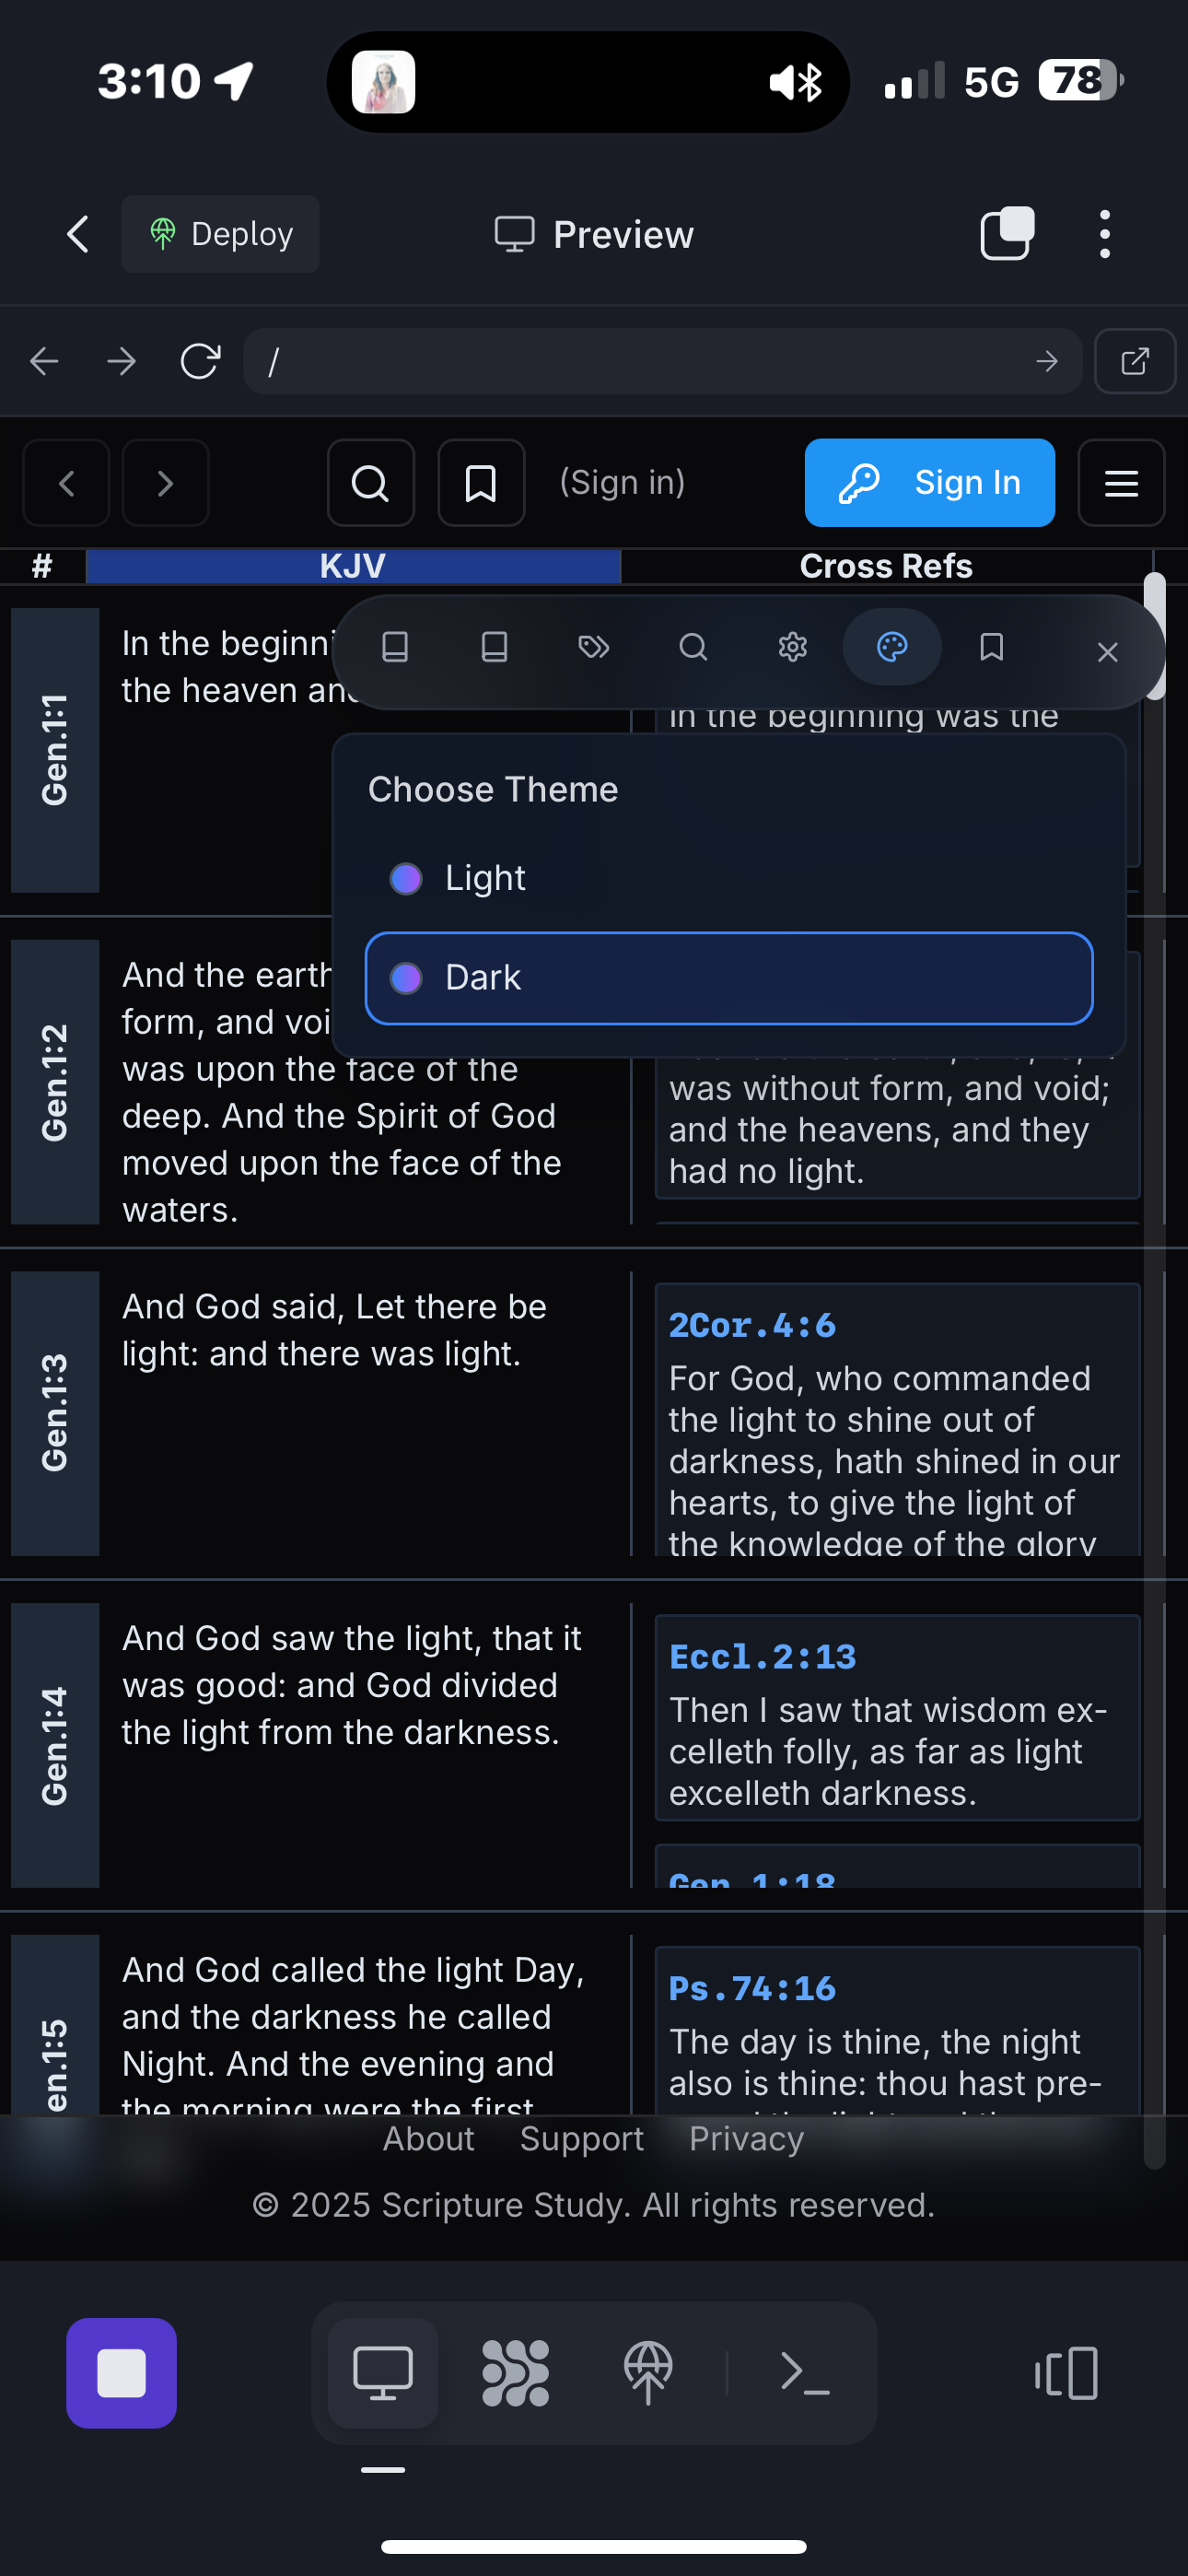 3:10
5G
78
Deploy
Preview
/
(Sign in)
Sign In
#
KJV
Cross Refs
Gen.1:1
In the beginni
the heaven and
In the beginning was the
Choose Theme
Light
Dark
Gen.1:2
And the earth
form, and voi
was upon the face of the
deep. And the Spirit of God
moved upon the face of the
waters.
was without form, and void;
and the heavens, and they
had no light.
Gen.1:3
And God said, Let there be
light: and there was light.
2Cor.4:6
For God, who commanded
the light to shine out of
darkness, hath shined in our
hearts, to give the light of
the knowledge of the glory
Gen.1:4
And God saw the light, that it
was good: and God divided
the light from the darkness.
Eccl.2:13
Then I saw that wisdom ex-
celleth folly, as far as light
excelleth darkness.
Gen.1:18
en.1:5
And God called the light Day,
and the darkness he called
Night. And the evening and
the morning were the first
Ps.74:16
The day is thine, the night
also is thine: thou hast pre-
About
Support
Privacy
© 2025 Scripture Study. All rights reserved.